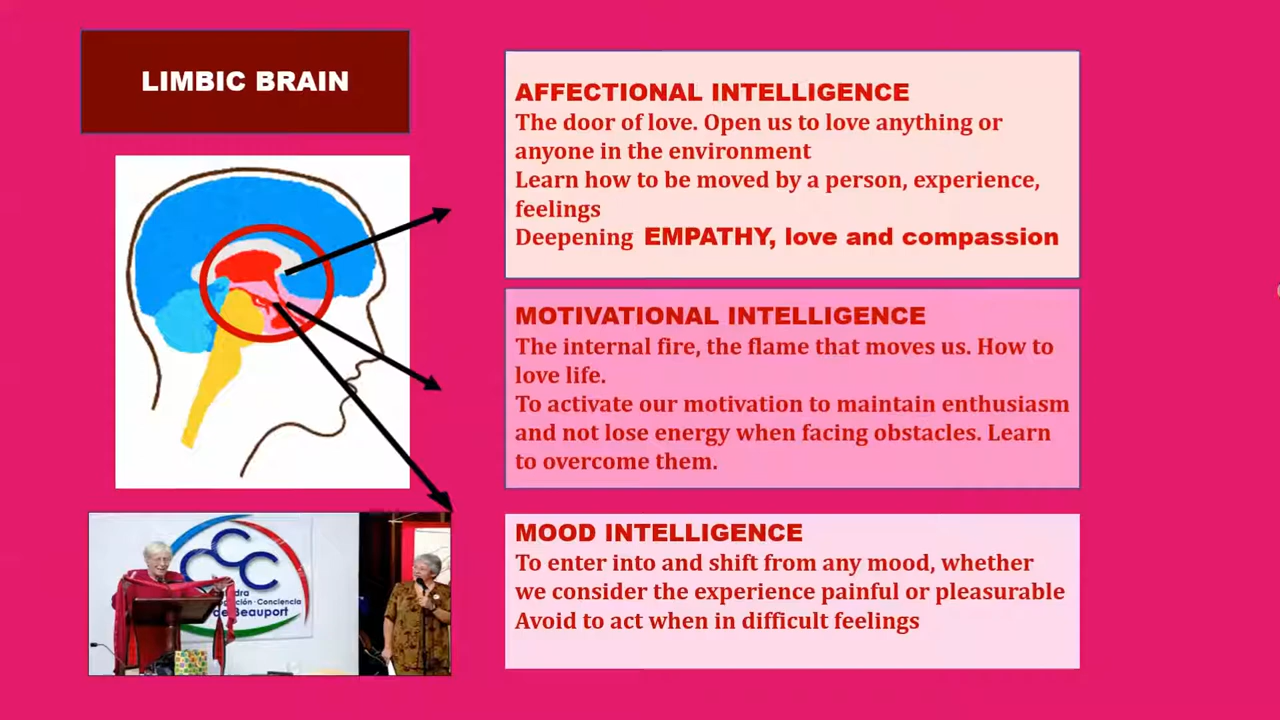 LIMBIC BRAIN
AFFECTIONAL INTELLIGENCE
The door of love. Open us to love anything or
anyone in the environment
Learn how to be moved by a person, experience,
feelings
Deepening EMPATHY, love and compassion
MOTIVATIONAL INTELLIGENCE
The internal fire, the flame that moves us. How to
love life.
To activate our motivation to maintain enthusiasm
and not lose energy when facing obstacles. Learn
to overcome them.
MOOD INTELLIGENCE
To enter into and shift from any mood, whether
we consider the experience painful or pleasurable
Avoid to act when in difficult feelings
CCC
Conciencia
de Beauport